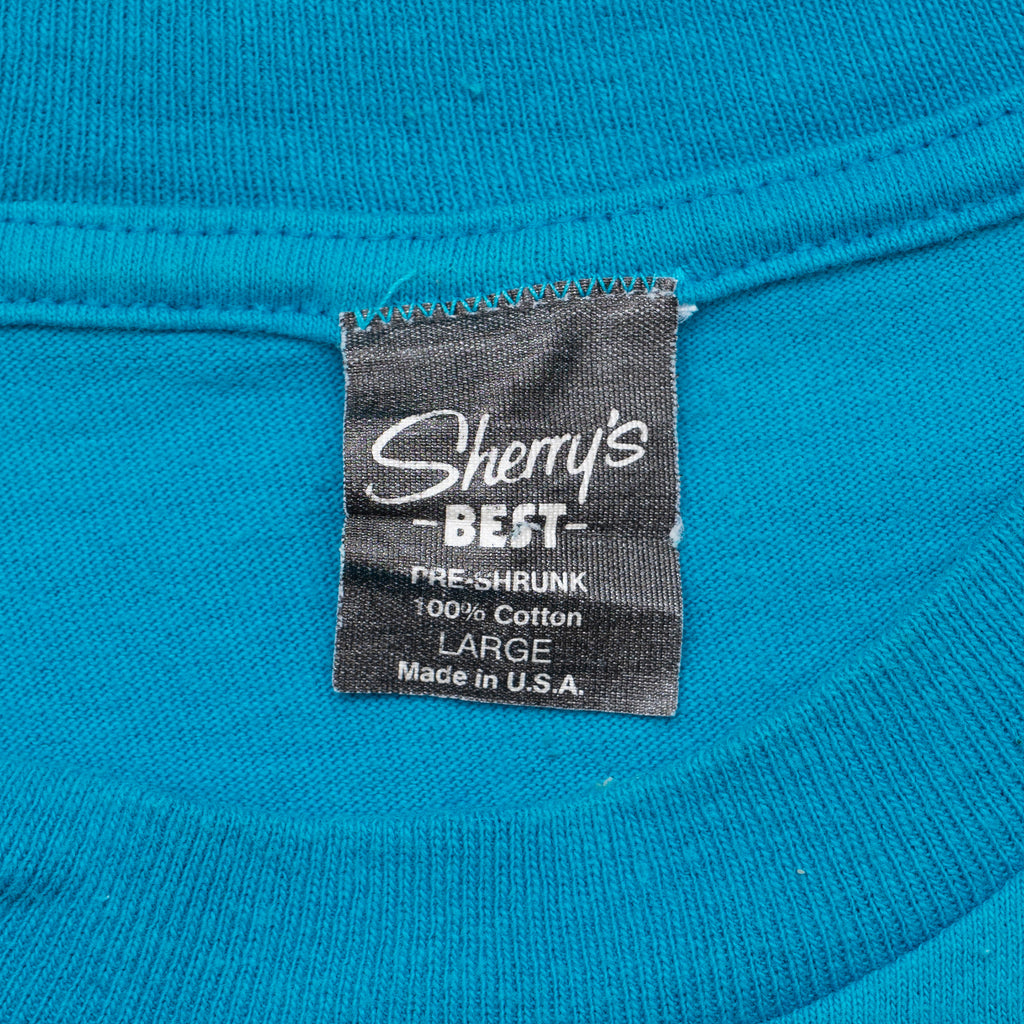 Sherry's
-BEST-
PRE-SHRUNK
100% Cotton
LARGE
Made in U.S.A.